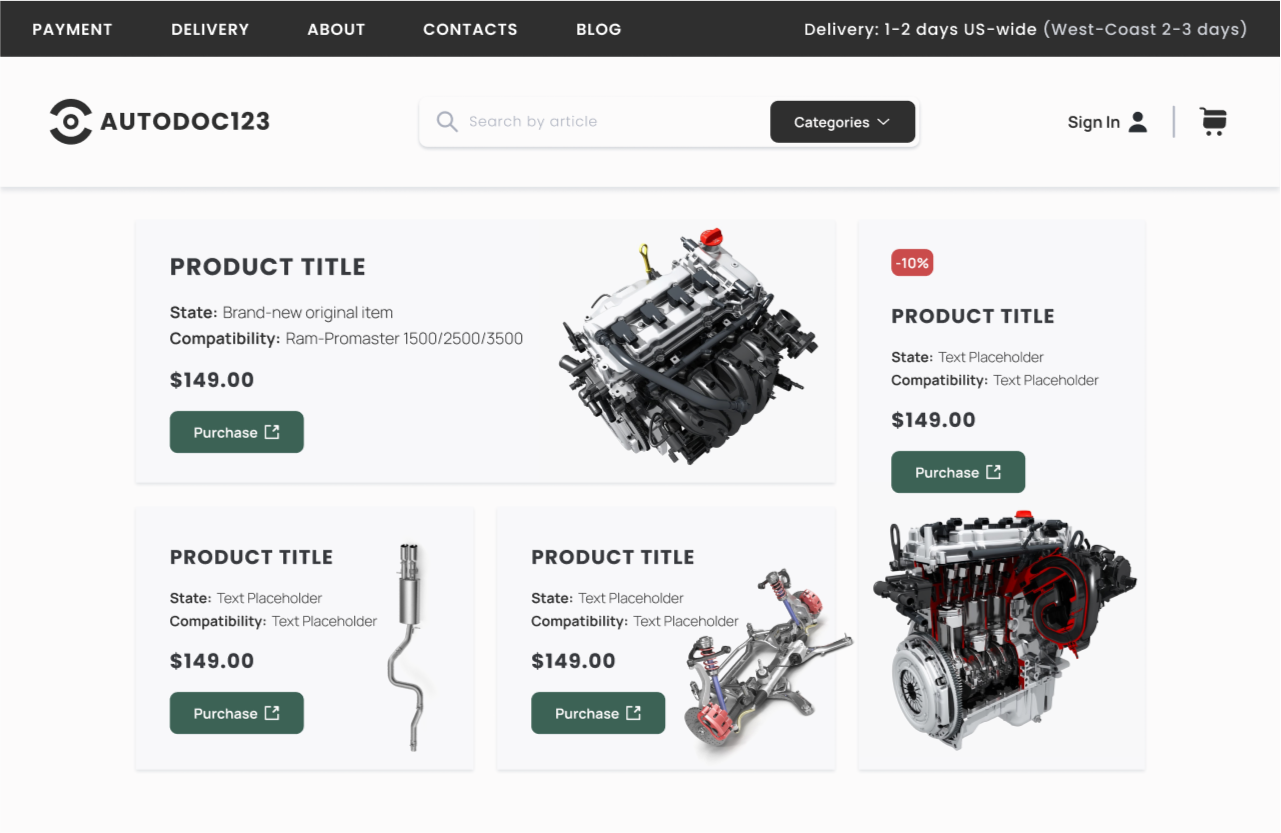 PAYMENT DELIVERY ABOUT CONTACTS BLOG Delivery: 1-2 days US-wide (West-Coast 2-3 days)
AUTODOC123 Search by article Categories Sign In
PRODUCT TITLE
State: Brand-new original item
Compatibility: Ram-Promaster 1500/2500/3500
$149.00
Purchase
-10%
PRODUCT TITLE
State: Text Placeholder
Compatibility: Text Placeholder
$149.00
Purchase
PRODUCT TITLE
State: Text Placeholder
Compatibility: Text Placeholder
$149.00
Purchase
PRODUCT TITLE
State: Text Placeholder
Compatibility: Text Placeholder
$149.00
Purchase